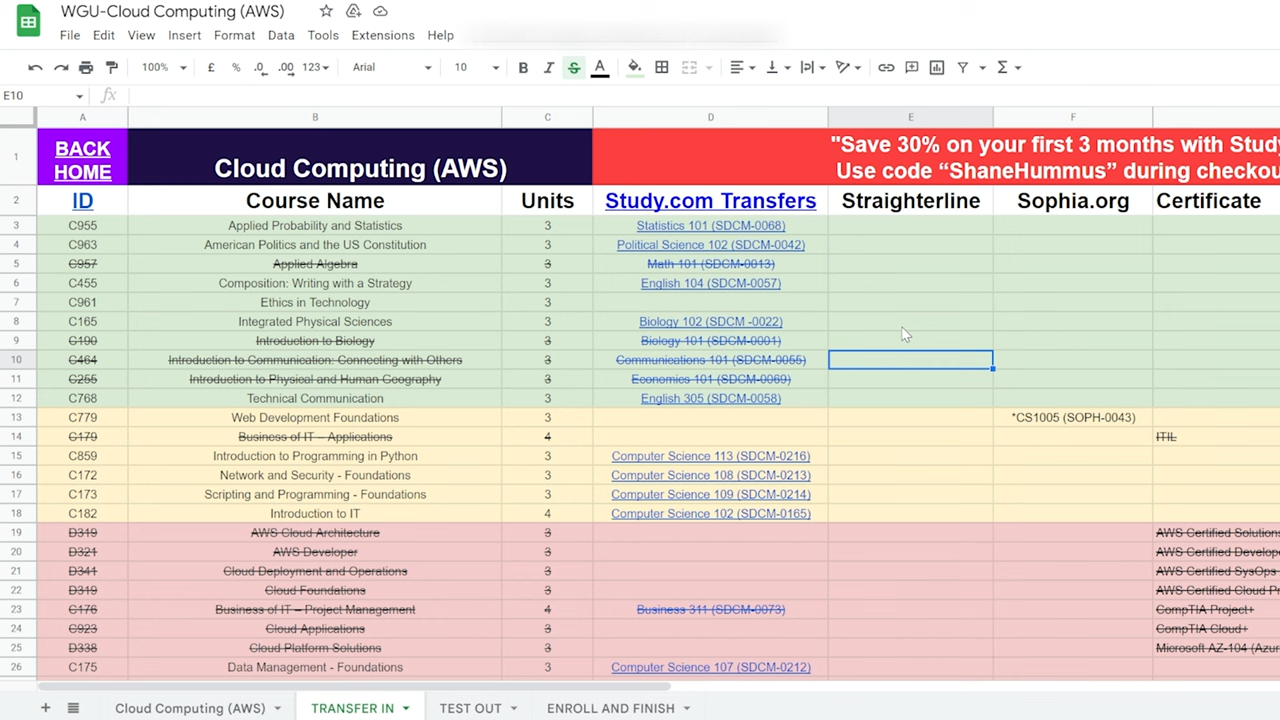 WGU-Cloud Computing (AWS)
File Edit View Insert Format Data Tools Extensions Help
100% £ % .0 .00 123 Arial 10 B I S A Σ
E10 fx
A B C D E F
1 BACK HOME Cloud Computing (AWS) "Save 30% on your first 3 months with Study
Use code “ShaneHummus” during checkou
2 ID Course Name Units Study.com Transfers Straighterline Sophia.org Certificate
3 C955 Applied Probability and Statistics 3 Statistics 101 (SDCM-0068)
4 C963 American Politics and the US Constitution 3 Political Science 102 (SDCM-0042)
5 C957 Applied Algebra 3 Math 101 (SDCM-0013)
6 C455 Composition: Writing with a Strategy 3 English 104 (SDCM-0057)
7 C961 Ethics in Technology 3
8 C165 Integrated Physical Sciences 3 Biology 102 (SDCM -0022)
9 C190 Introduction to Biology 3 Biology 101 (SDCM-0001)
10 C464 Introduction to Communication: Connecting with Others 3 Communications 101 (SDCM-0055)
11 C255 Introduction to Physical and Human Geography 3 Economics 101 (SDCM-0069)
12 C768 Technical Communication 3 English 305 (SDCM-0058)
13 C779 Web Development Foundations 3 *CS1005 (SOPH-0043)
14 C179 Business of IT – Applications 4 ITIL
15 C859 Introduction to Programming in Python 3 Computer Science 113 (SDCM-0216)
16 C172 Network and Security - Foundations 3 Computer Science 108 (SDCM-0213)
17 C173 Scripting and Programming - Foundations 3 Computer Science 109 (SDCM-0214)
18 C182 Introduction to IT 4 Computer Science 102 (SDCM-0165)
19 D319 AWS Cloud Architecture 3 AWS Certified Solutions
20 D321 AWS Developer 3 AWS Certified Develope
21 D341 Cloud Deployment and Operations 3 AWS Certified SysOps
22 D319 Cloud Foundations 3 AWS Certified Cloud Pr
23 C176 Business of IT – Project Management 4 Business 311 (SDCM-0073) CompTIA Project+
24 C923 Cloud Applications 3 CompTIA Cloud+
25 D338 Cloud Platform Solutions 3 Microsoft AZ-104 (Azur
26 C175 Data Management - Foundations 3 Computer Science 107 (SDCM-0212)
Cloud Computing (AWS) TRANSFER IN TEST OUT ENROLL AND FINISH